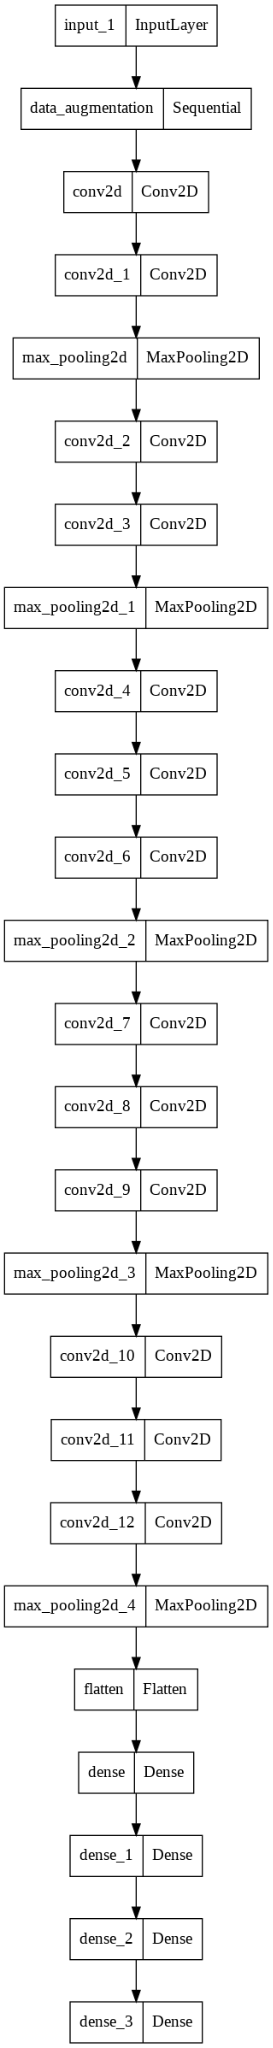 input_1 InputLayer
data_augmentation Sequential
conv2d Conv2D
conv2d_1 Conv2D
max_pooling2d MaxPooling2D
conv2d_2 Conv2D
conv2d_3 Conv2D
max_pooling2d_1 MaxPooling2D
conv2d_4 Conv2D
conv2d_5 Conv2D
conv2d_6 Conv2D
max_pooling2d_2 MaxPooling2D
conv2d_7 Conv2D
conv2d_8 Conv2D
conv2d_9 Conv2D
max_pooling2d_3 MaxPooling2D
conv2d_10 Conv2D
conv2d_11 Conv2D
conv2d_12 Conv2D
max_pooling2d_4 MaxPooling2D
flatten Flatten
dense Dense
dense_1 Dense
dense_2 Dense
dense_3 Dense